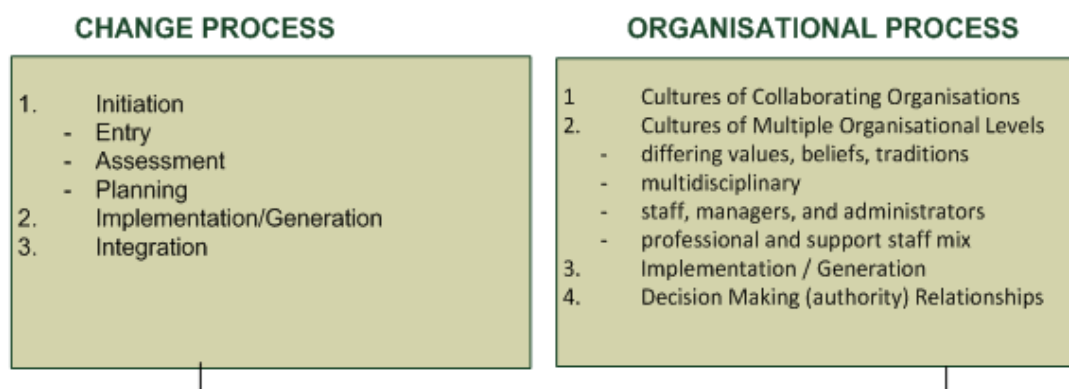 CHANGE PROCESS
1. Initiation
- Entry
- Assessment
- Planning
2. Implementation/Generation
3. Integration
ORGANISATIONAL PROCESS
1 Cultures of Collaborating Organisations
2. Cultures of Multiple Organisational Levels
- differing values, beliefs, traditions
- multidisciplinary
- staff, managers, and administrators
- professional and support staff mix
3. Implementation / Generation
4. Decision Making (authority) Relationships